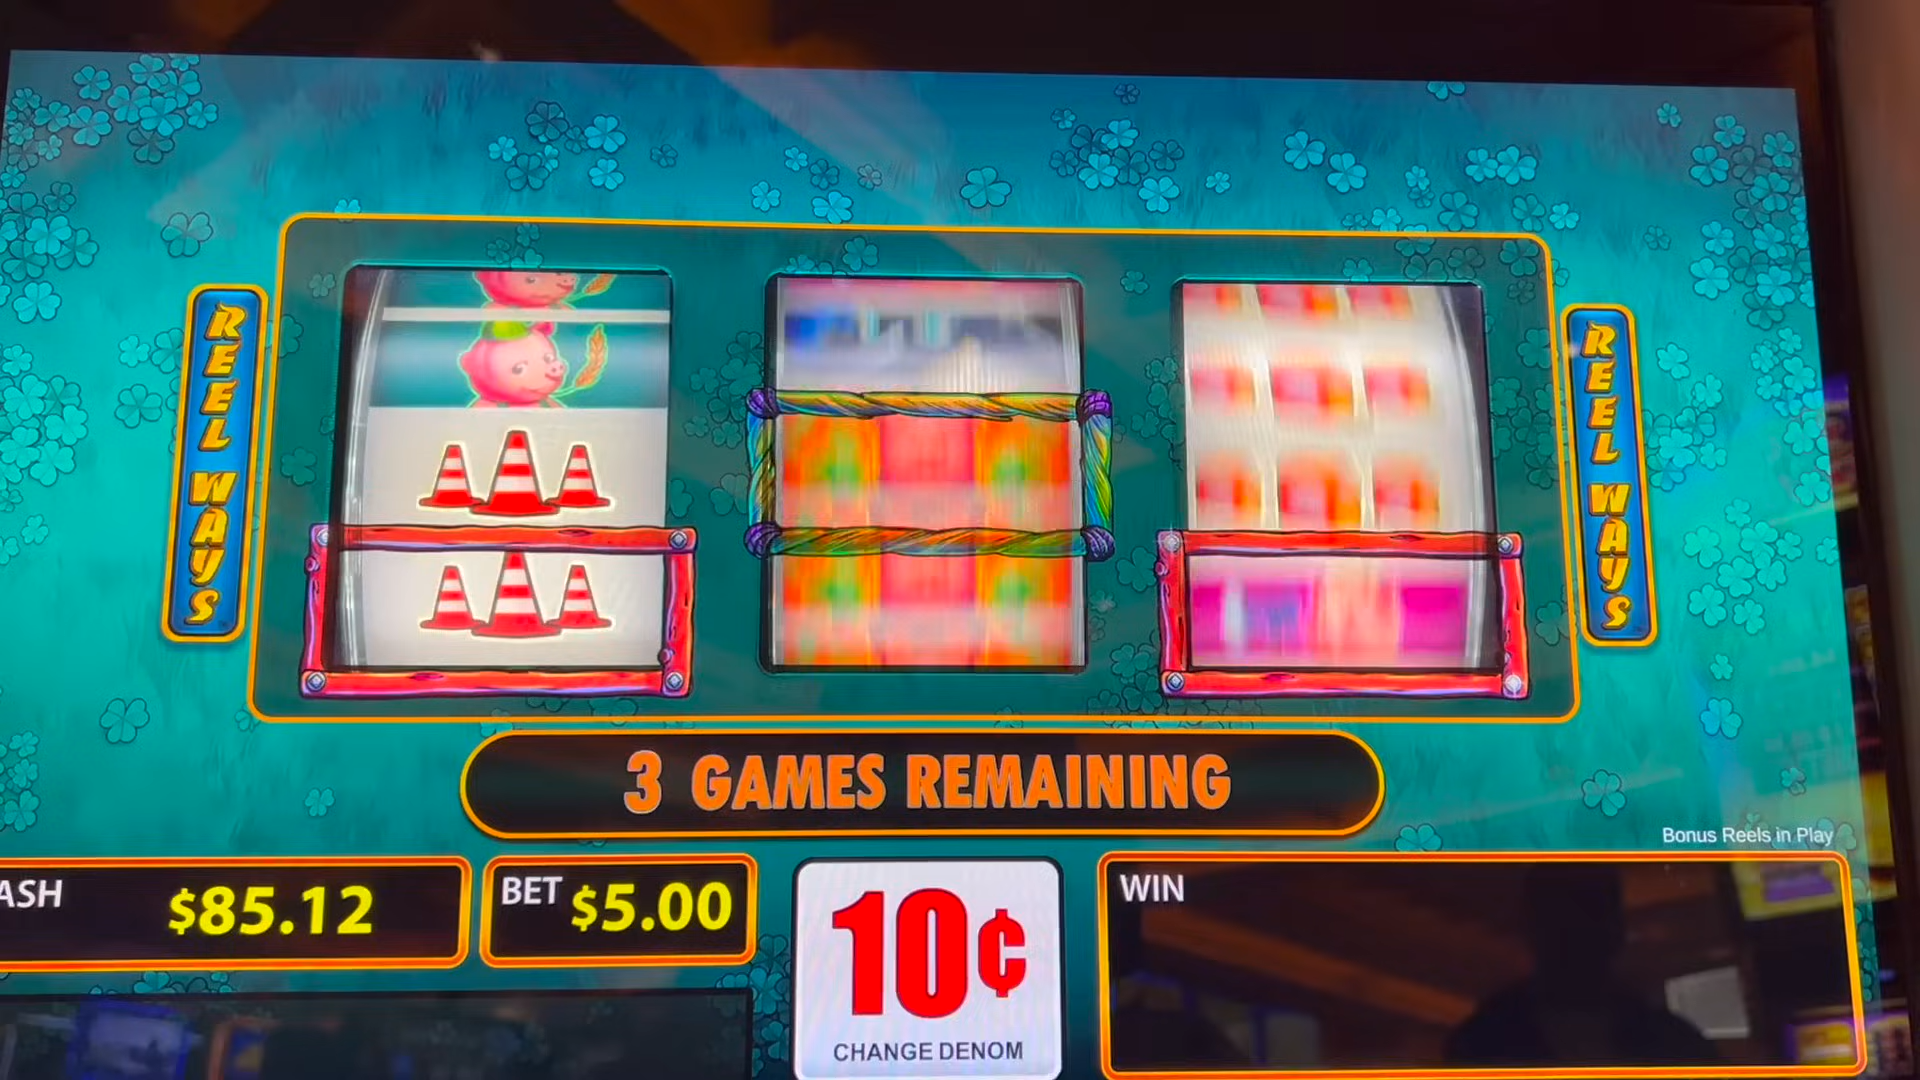 REEL WAYS
REEL WAYS
3 GAMES REMAINING
Bonus Reels in Play
ASH $85.12
BET $5.00
10¢
CHANGE DENOM
WIN